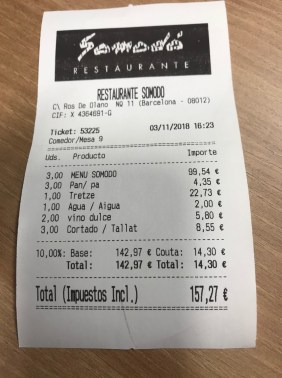 Somodó
RESTAURANTE
RESTAURANTE SOMODO
C\ Ros De Olano  NQ 11 (Barcelona - 08012)
CIF: X 4364691-G
Ticket: 53225 03/11/2018 16:23
Comedor/Mesa 9
Uds. Producto Importe
3,00 MENU SOMODO 99,54 €
3,00 Pan/ pa 4,35 €
1,00 Tretze 22,73 €
1,00 Agua / Aigua 2,00 €
2,00 vino dulce 5,80 €
3,00 Cortado / Tallat 8,55 €
10,00%: Base: 142,97 € Couta: 14,30 €
Total: 142,97 € Total: 14,30 €
Total (Impuestos Incl.) 157,27 €